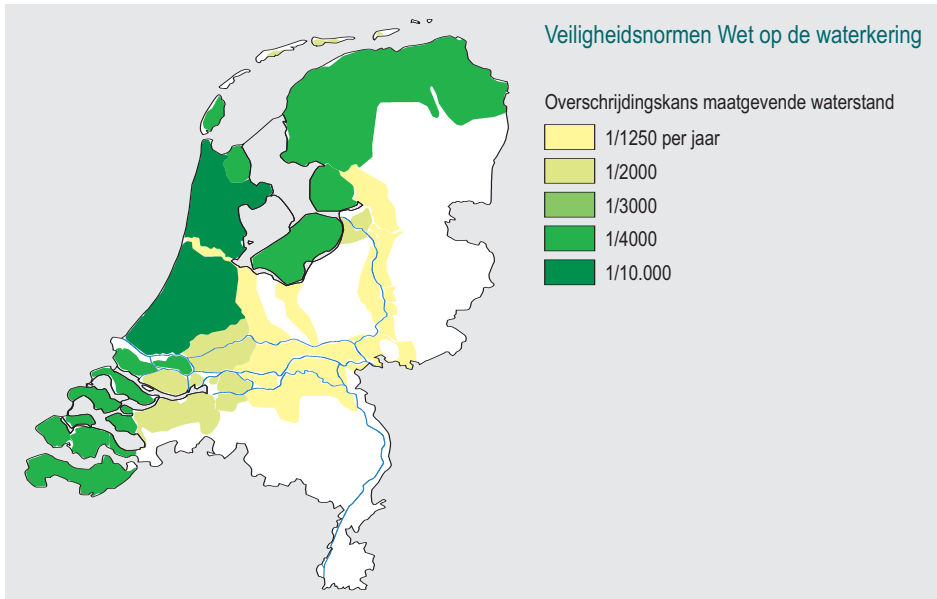 Veiligheidsnormen Wet op de waterkering
Overschrijdingskans maatgevende waterstand
1/1250 per jaar
1/2000
1/3000
1/4000
1/10.000